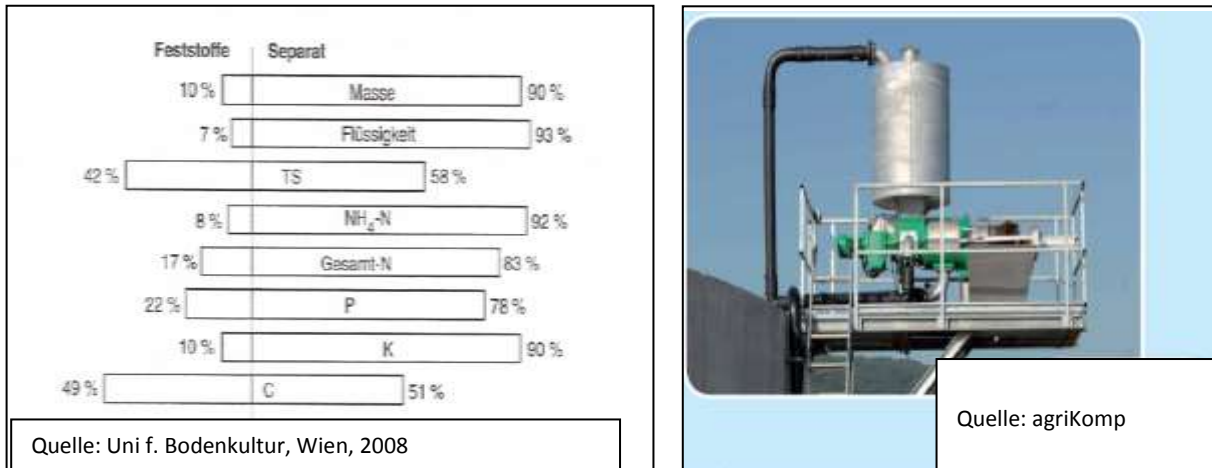 Feststoffe Separat
10 % Masse 90 %
7 % Flüssigkeit 93 %
42 % TS 58 %
8 % NH₄-N 92 %
17 % Gesamt-N 83 %
22 % P 78 %
10 % K 90 %
49 % C 51 %
Quelle: Uni f. Bodenkultur, Wien, 2008
Quelle: agriKomp